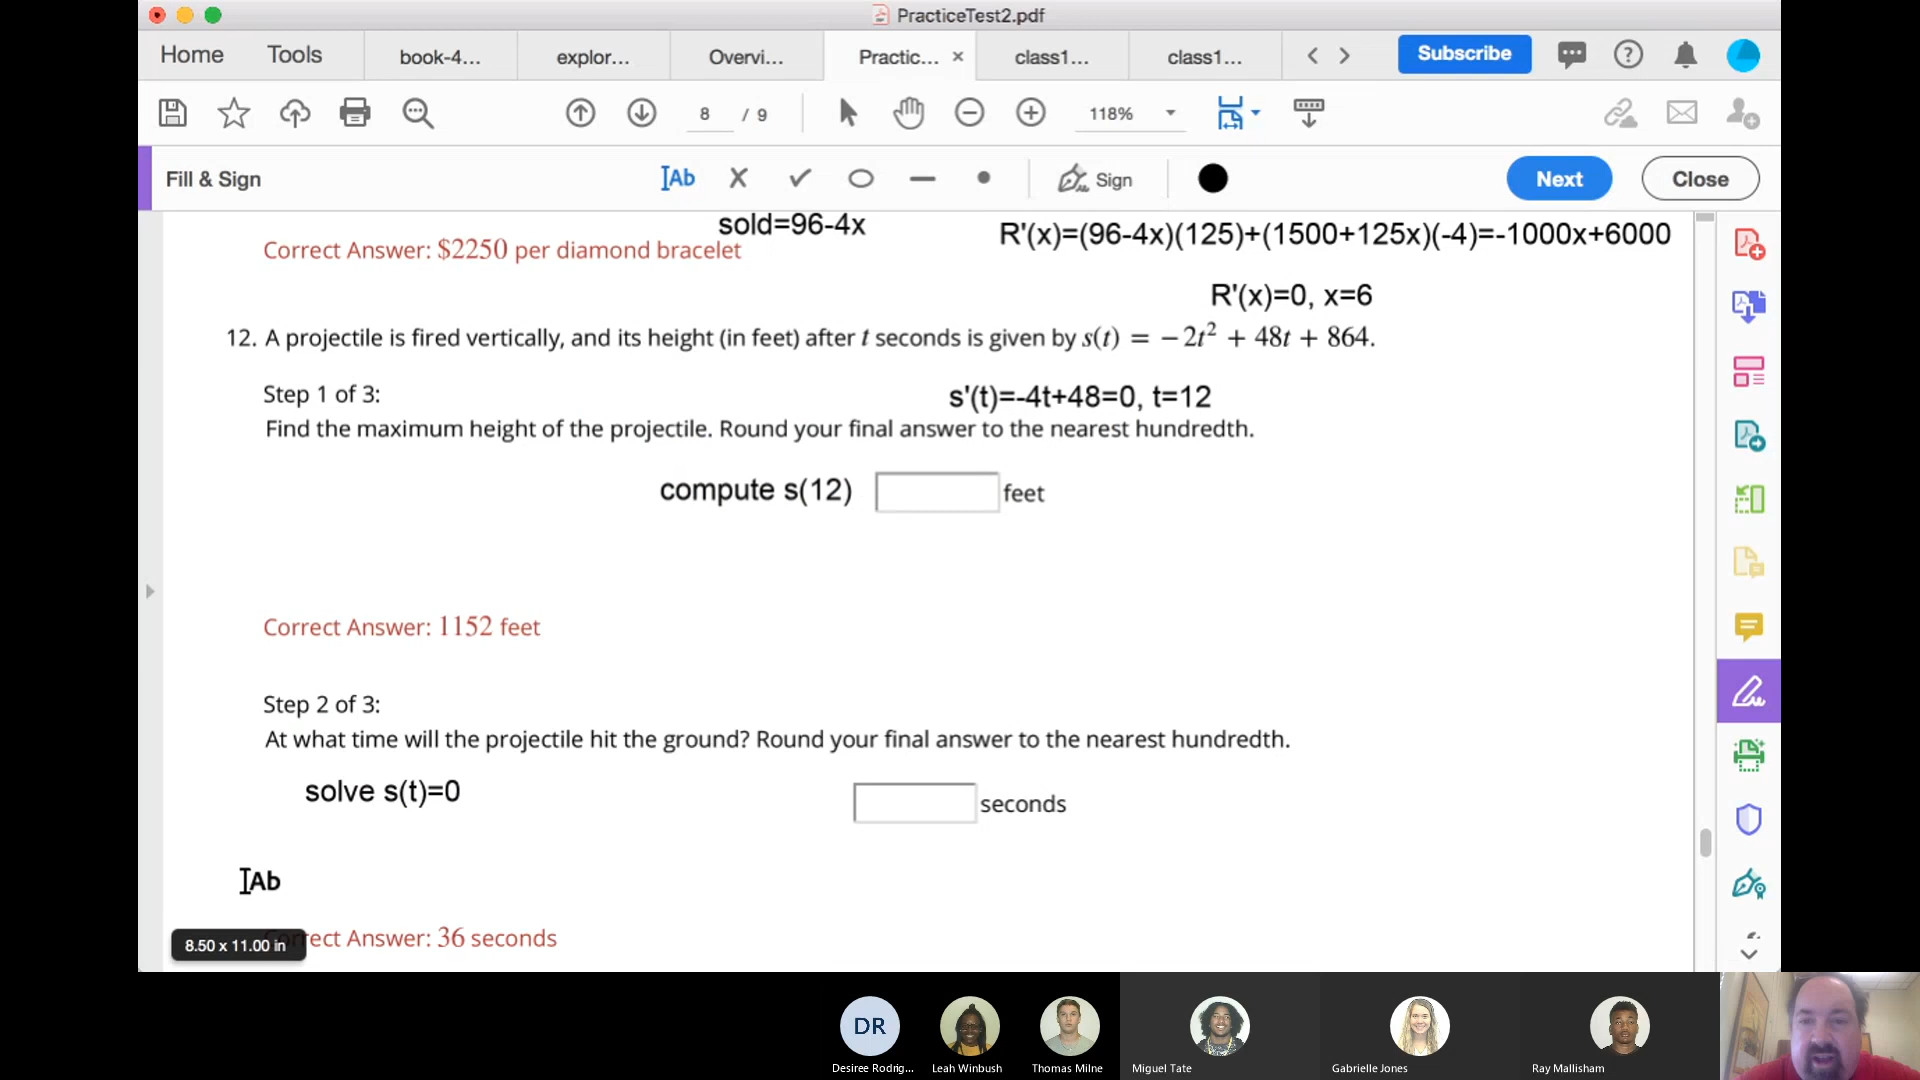 PracticeTest2.pdf
Home Tools book-4... explor... Overvi... Practic... × class1... class1... Subscribe
8 / 9 118%
Fill & Sign Ab Sign Next Close
sold=96-4x
R'(x)=(96-4x)(125)+(1500+125x)(-4)=-1000x+6000
Correct Answer: $2250 per diamond bracelet
R'(x)=0, x=6
12. A projectile is fired vertically, and its height (in feet) after t seconds is given by s(t) = −2t² + 48t + 864.
Step 1 of 3:
s'(t)=-4t+48=0, t=12
Find the maximum height of the projectile. Round your final answer to the nearest hundredth.
compute s(12) feet
Correct Answer: 1152 feet
Step 2 of 3:
At what time will the projectile hit the ground? Round your final answer to the nearest hundredth.
solve s(t)=0
seconds
Ab
rect Answer: 36 seconds
8.50 x 11.00 in
DR
Desiree Rodrig... Leah Winbush Thomas Milne Miguel Tate Gabrielle Jones Ray Mallisham